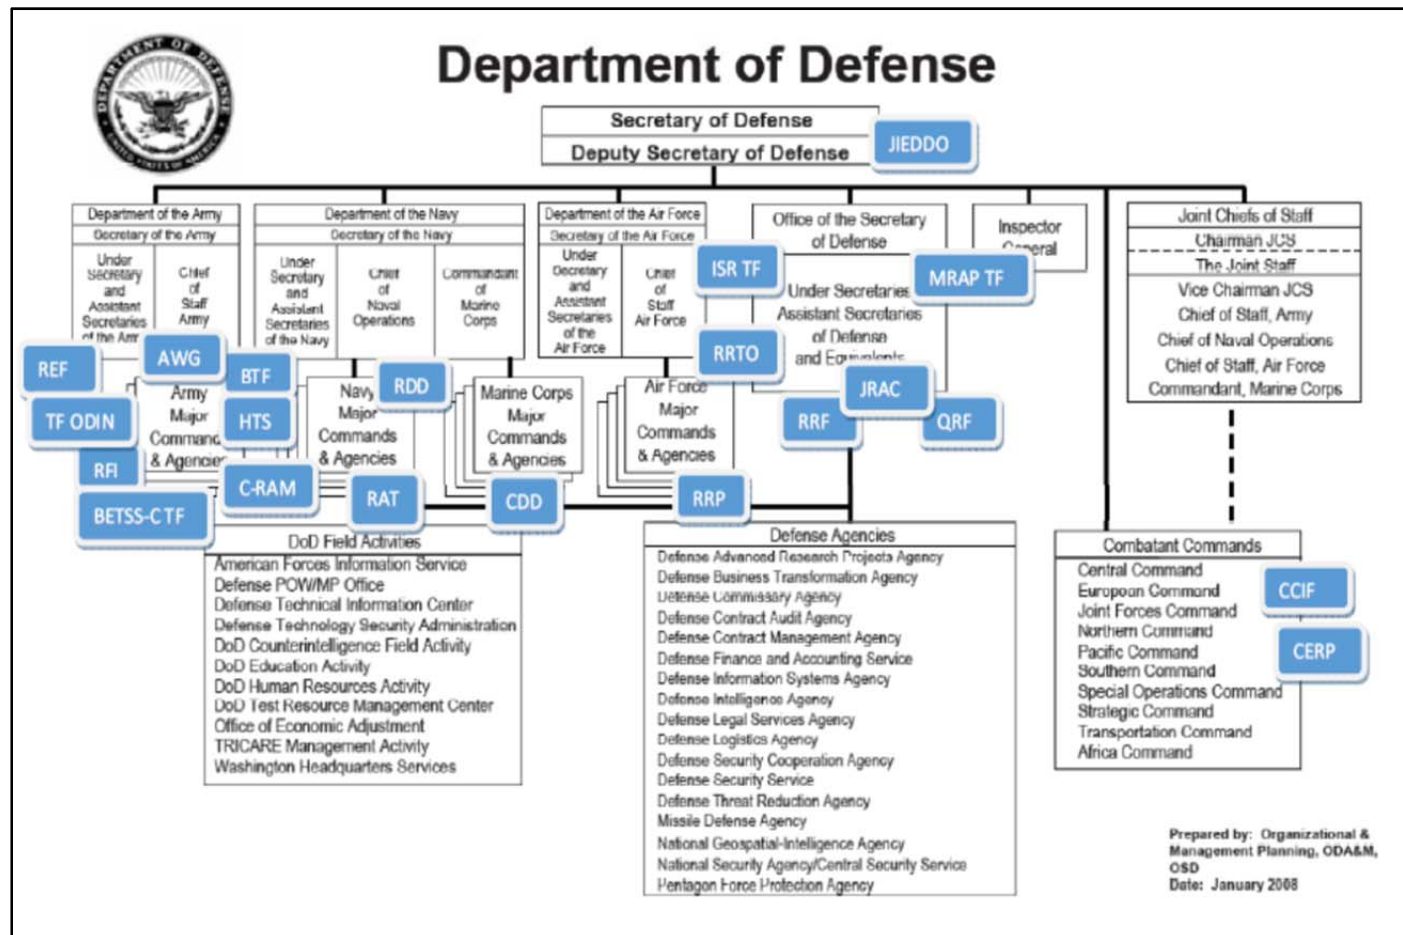 Department of Defense
DEPARTMENT OF DEFENSE
UNITED STATES OF AMERICA
Secretary of Defense
Deputy Secretary of Defense
JIEDDO
Department of the Army
Secretary of the Army
Under
Secretary
and
Assistant
Secretaries
of the
Chief
of
Staff
Army
Department of the Navy
Secretary of the Navy
Under
Secretary
and
Assistant
Secretaries
of the Navy
Chief
of
Naval
Operations
Commandant
of
Marine
Corps
Department of the Air Force
Secretary of the Air Force
Under
Secretary
and
Assistant
Secretaries
of the
Air Force
Chief
of
Staff
Air Force
Office of the Secretary
of Defense
Under Secretaries
Assistant Secretaries
of Defense
and Equivalents
Inspector
General
Joint Chiefs of Staff
Chairman JCS
The Joint Staff
Vice Chairman JCS
Chief of Staff, Army
Chief of Naval Operations
Chief of Staff, Air Force
Commandant, Marine Corps
ISR TF
MRAP TF
RRTO
JRAC
RRF
QRF
REF
AWG
BTF
TF ODIN
HTS
RFI
C-RAM
BETSS-C TF
RDD
RAT
CDD
RRP
Army
Major
Command
& Agencies
Navy
Major
Commands
& Agencies
Marine Corps
Major
Commands
& Agencies
Air Force
Major
Commands
& Agencies
DoD Field Activities
American Forces Information Service
Defense POW/MP Office
Defense Technical Information Center
Defense Technology Security Administration
DoD Counterintelligence Field Activity
DoD Education Activity
DoD Human Resources Activity
DoD Test Resource Management Center
Office of Economic Adjustment
TRICARE Management Activity
Washington Headquarters Services
Defense Agencies
Defense Advanced Research Projects Agency
Defense Business Transformation Agency
Defense Commissary Agency
Defense Contract Audit Agency
Defense Contract Management Agency
Defense Finance and Accounting Service
Defense Information Systems Agency
Defense Intelligence Agency
Defense Legal Services Agency
Defense Logistics Agency
Defense Security Cooperation Agency
Defense Security Service
Defense Threat Reduction Agency
Missile Defense Agency
National Geospatial-Intelligence Agency
National Security Agency/Central Security Service
Pentagon Force Protection Agency
Combatant Commands
Central Command
European Command
Joint Forces Command
Northern Command
Pacific Command
Southern Command
Special Operations Command
Strategic Command
Transportation Command
Africa Command
CCIF
CERP
Prepared by: Organizational &
Management Planning, ODA&M,
OSD
Date: January 2008